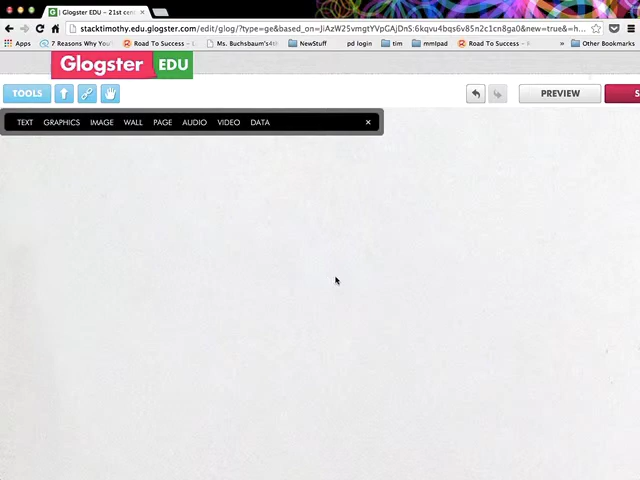 Glogster EDU – 21st cen
stacktimothy.edu.glogster.com/edit/glog/?type=ge&based_on=JiAzW25vmgtYVpGAJDnS:6kqvu4bqs6v85n2c1cn8ga0&new=true&=h...
Apps 7 Reasons Why You' Road To Success – L Ms. Buchsbaum's4th NewStuff pd login tim mmlpad Road To Success – R » Other Bookmarks
Glogster EDU
TOOLS PREVIEW S
TEXT GRAPHICS IMAGE WALL PAGE AUDIO VIDEO DATA ×